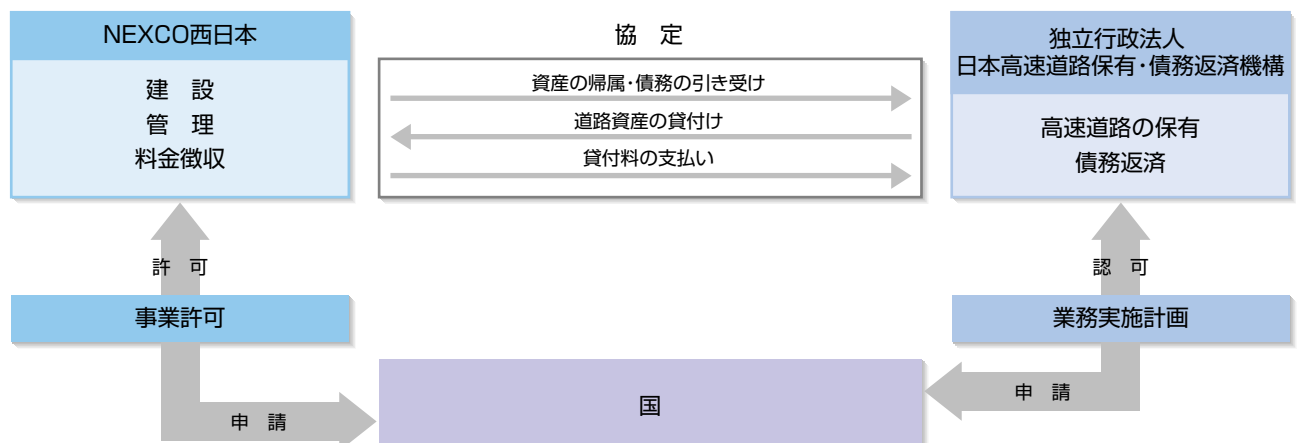 NEXCO西日本
建　設
管　理
料金徴収
協　定
資産の帰属・債務の引き受け
道路資産の貸付け
貸付料の支払い
独立行政法人
日本高速道路保有・債務返済機構
高速道路の保有
債務返済
許　可
認　可
事業許可
業務実施計画
申　請
国
申　請